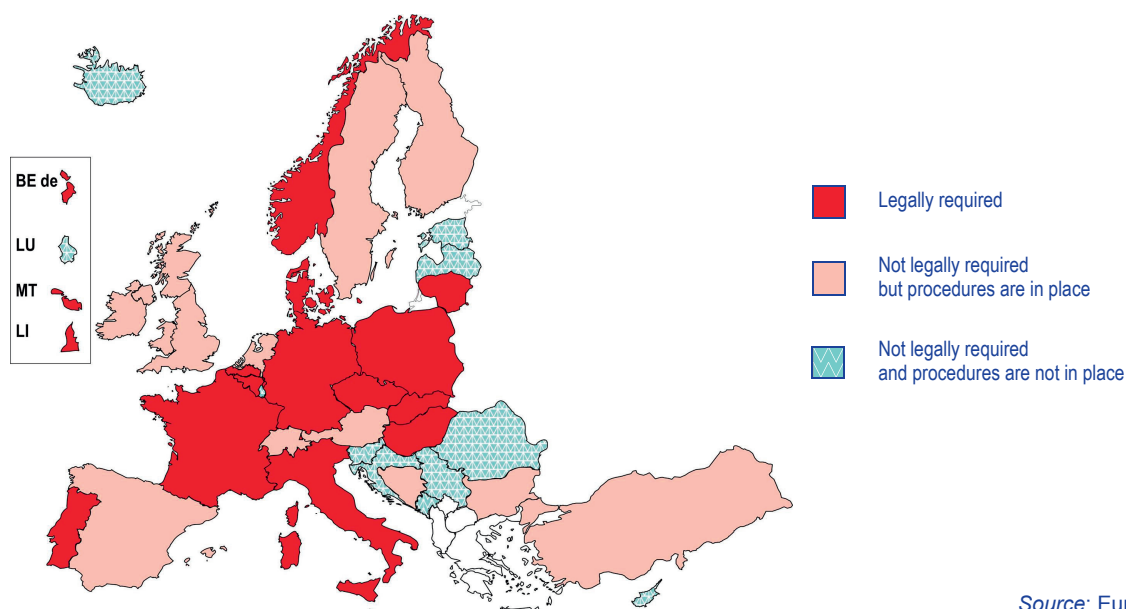 BE de
LU
MT
LI
Legally required
Not legally required
but procedures are in place
Not legally required
and procedures are not in place
Source: Eur